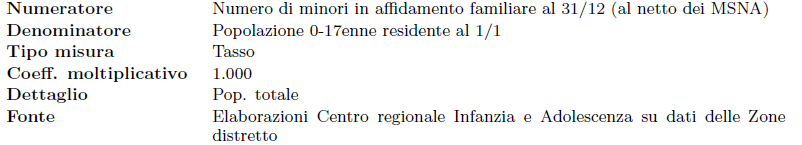 Numeratore Numero di minori in affidamento familiare al 31/12 (al netto dei MSNA)
Denominatore Popolazione 0-17enne residente al 1/1
Tipo misura Tasso
Coeff. moltiplicativo 1.000
Dettaglio Pop. totale
Fonte Elaborazioni Centro regionale Infanzia e Adolescenza su dati delle Zone
distretto